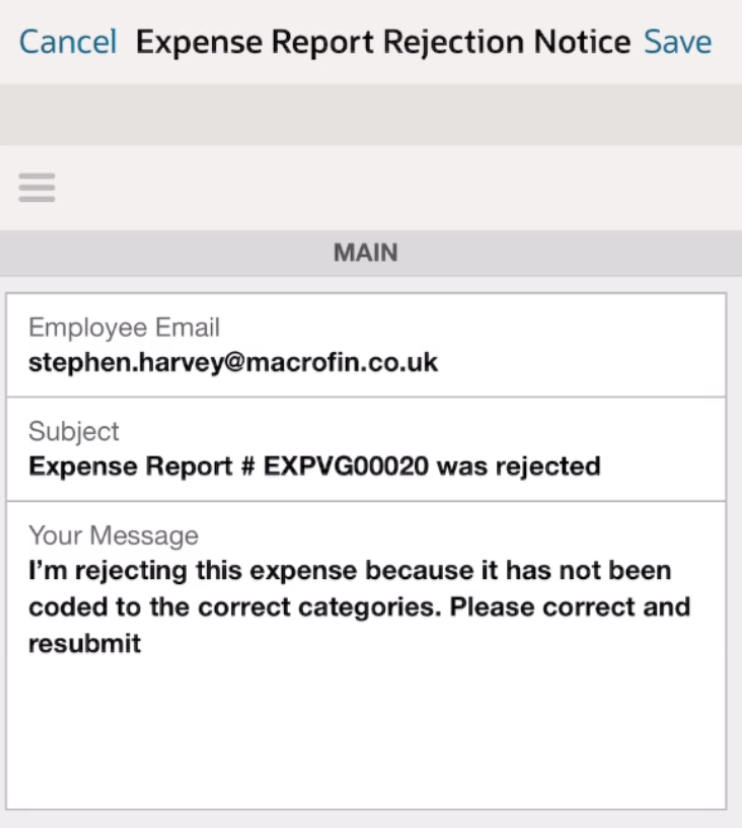 Cancel Expense Report Rejection Notice Save
MAIN
Employee Email
stephen.harvey@macrofin.co.uk
Subject
Expense Report # EXPVG00020 was rejected
Your Message
I'm rejecting this expense because it has not been
coded to the correct categories. Please correct and
resubmit